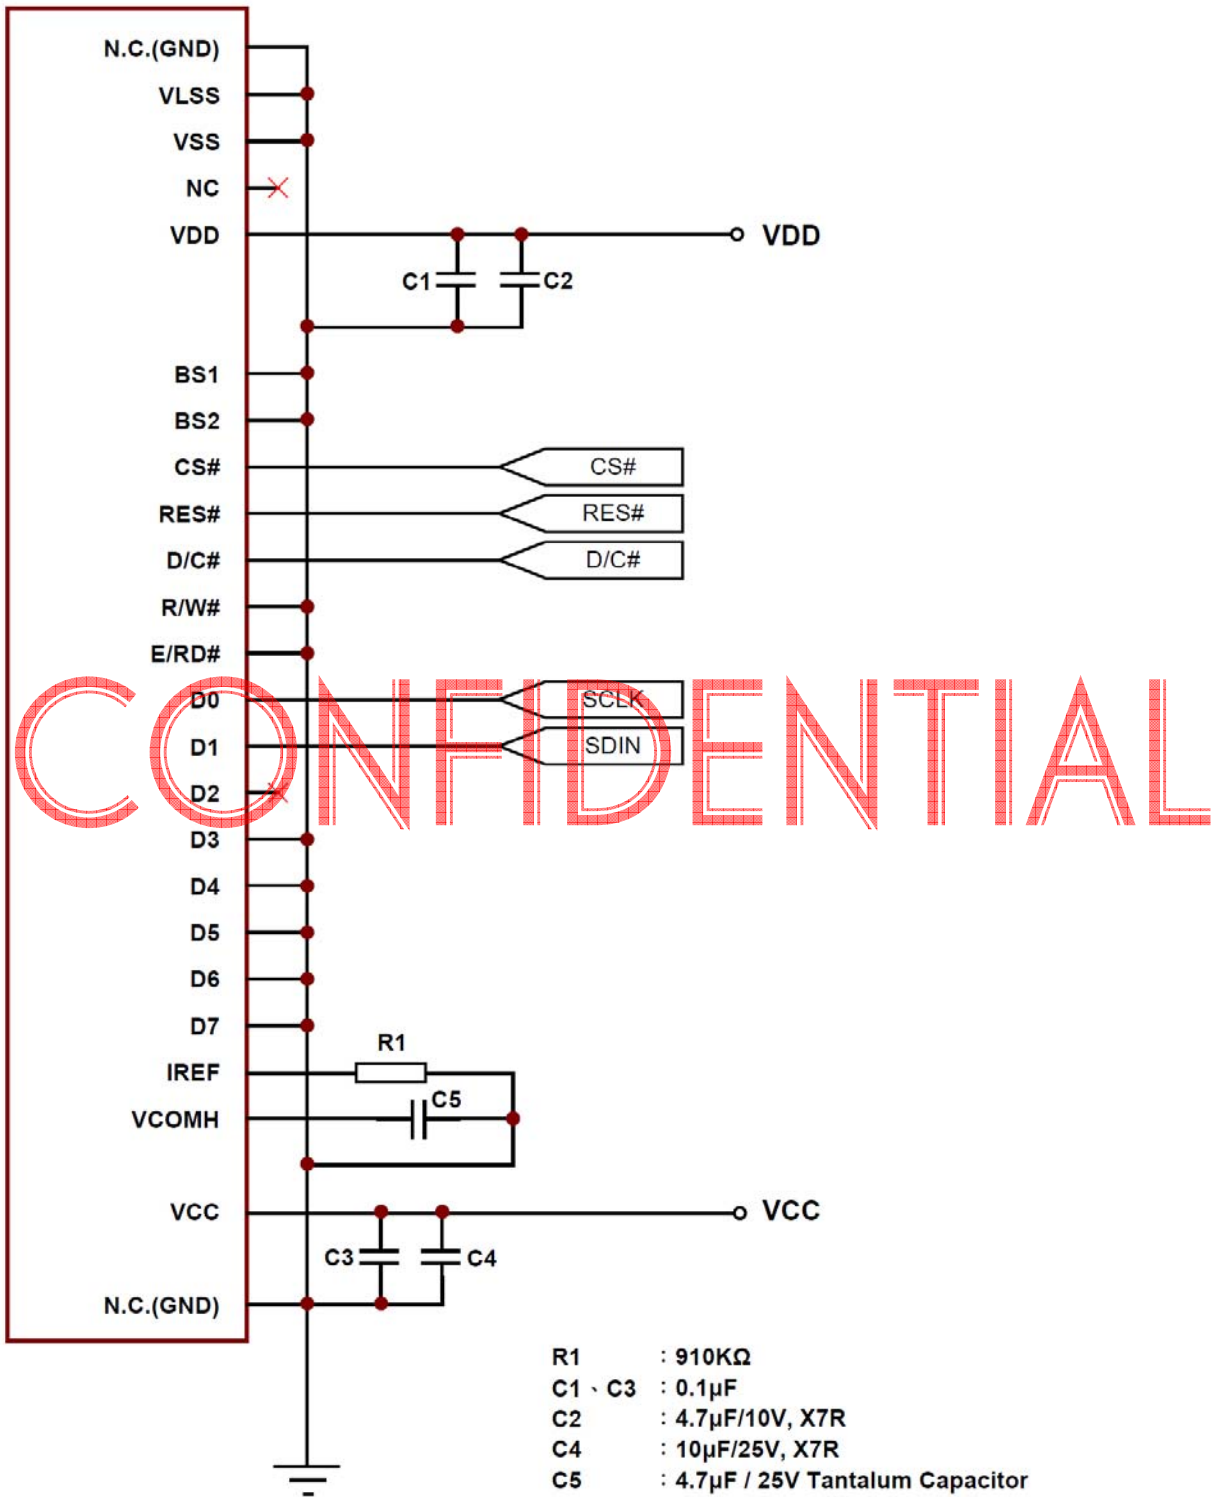 N.C.(GND)
VLSS
VSS
NC
VDD
VDD
C1
C2
BS1
BS2
CS#
CS#
RES#
RES#
D/C#
D/C#
R/W#
E/RD#
D0
SCLK
D1
SDIN
CONFIDENTIAL
D2
D3
D4
D5
D6
D7
R1
IREF
C5
VCOMH
VCC
VCC
C3
C4
N.C.(GND)
R1 : 910KΩ
C1、C3 : 0.1μF
C2 : 4.7μF/10V, X7R
C4 : 10μF/25V, X7R
C5 : 4.7μF / 25V Tantalum Capacitor